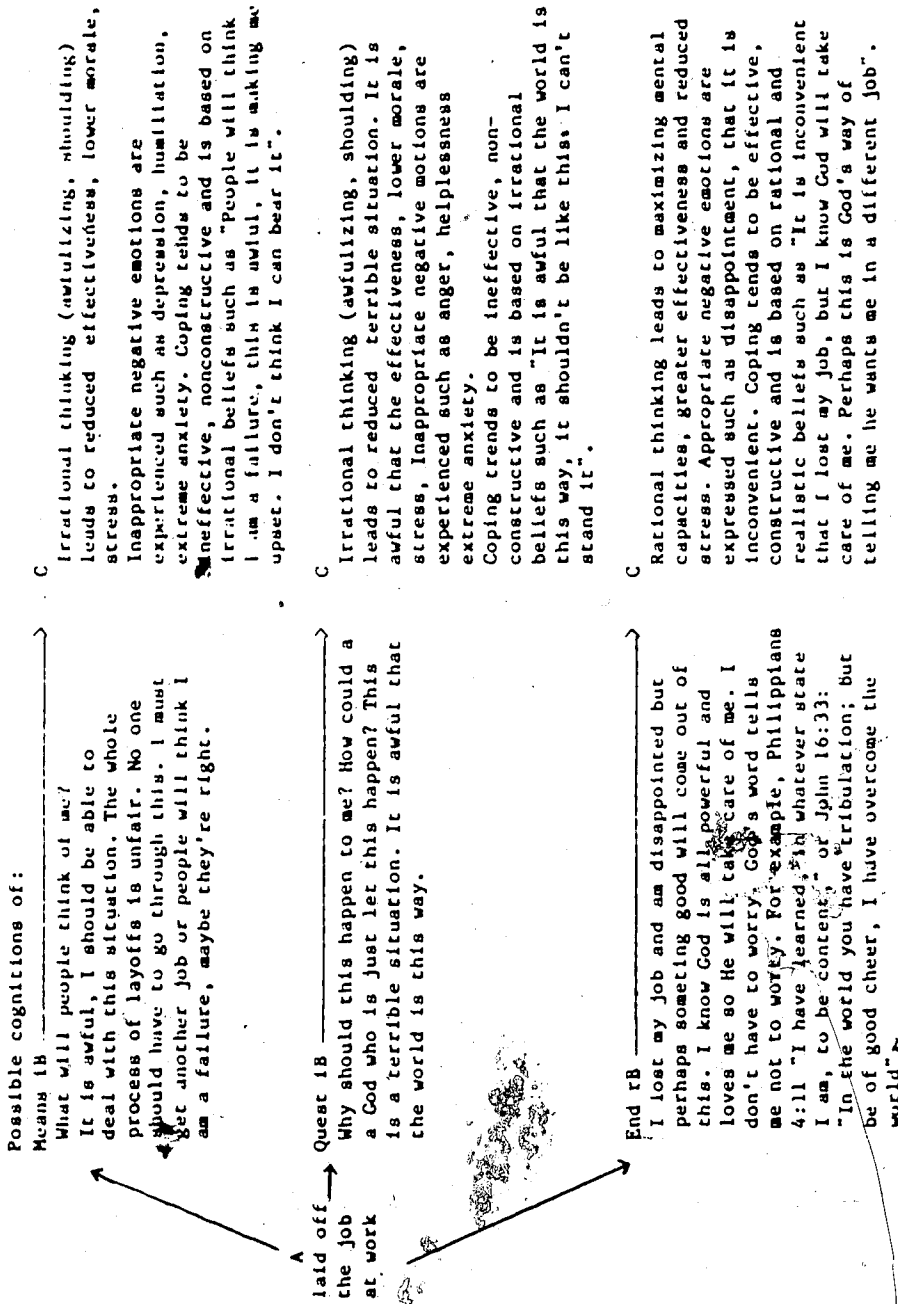 Possible cognitions of:
Means iB
What will people think of me?
It is awful, I should be able to
deal with this situation. The whole
process of layoffs is unfair. No one
should have to go through this. I must
get another job or people will think I
am a failure, maybe they're right.
C
Irrational thinking (awfulizing, shoulding)
leads to reduced effectiveness, lower morale,
stress.
Inappropriate negative emotions are
experienced such as depression, humiliation,
extreme anxiety. Coping tends to be
ineffective, nonconstructive and is based on
irrational beliefs such as "People will think
I am a failure, this is awful, it is making me
upset. I don't think I can bear it".
A
laid off
the job
at work
Quest iB
Why should this happen to me? How could a
a God who is just let this happen? This
is a terrible situation. It is awful that
the world is this way.
C
Irrational thinking (awfulizing, shoulding)
leads to reduced terrible situation. It is
awful that the effectiveness, lower morale,
stress, Inappropriate negative motions are
experienced such as anger, helplessness
extreme anxiety.
Coping trends to be ineffective, non-
constructive and is based on irrational
beliefs such as "It is awful that the world is
this way, it shouldn't be like this. I can't
stand it".
End rB
I lost my job and am disappointed but
perhaps someting good will come out of
this. I know God is all powerful and
loves me so He will take care of me. I
don't have to worry. God's word tells
me not to worry. For example, Philippians
4:11 "I have learned, in whatever state
I am, to be content," or John 16:33:
"In the world you have tribulation; but
be of good cheer, I have overcome the
world"
C
Rational thinking leads to maximizing mental
capacities, greater effectiveness and reduced
stress. Appropriate negative emotions are
expressed such as disappointment, that it is
inconvenient. Coping tends to be effective,
constructive and is based on rational and
realistic beliefs such as "It is inconvenient
that I lost my job, but I know God will take
care of me. Perhaps this is God's way of
telling me he wants me in a different job".